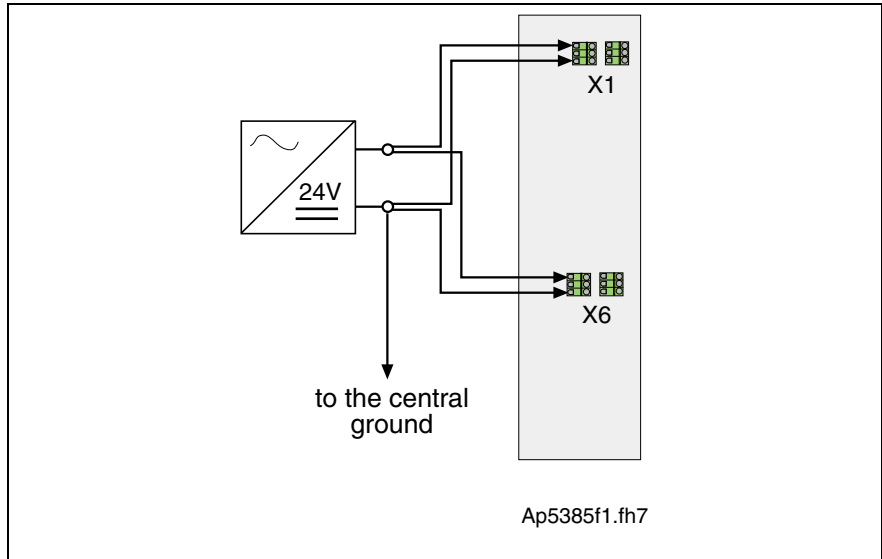 X1
24V
X6
to the central
ground
Ap5385f1.fh7